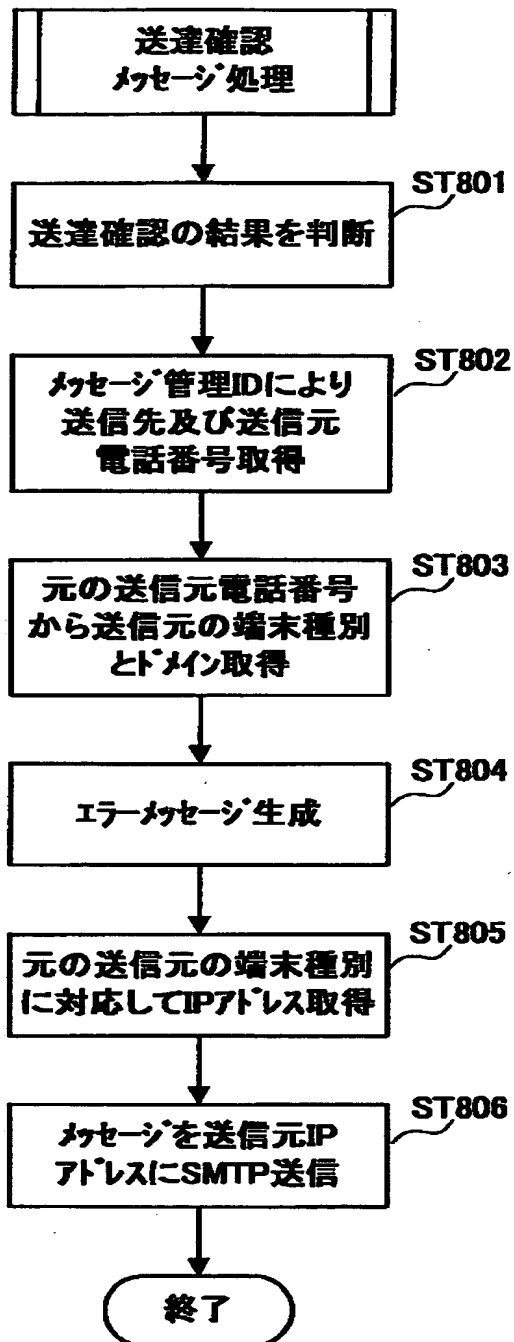 送達確認
メッセージ処理
ST801
送達確認の結果を判断
ST802
メッセージ管理IDにより
送信先及び送信元
電話番号取得
ST803
元の送信元電話番号
から送信元の端末種別
とドメイン取得
ST804
エラーメッセージ生成
ST805
元の送信元の端末種別
に対応してIPアドレス取得
ST806
メッセージを送信元IP
アドレスにSMTP送信
終了